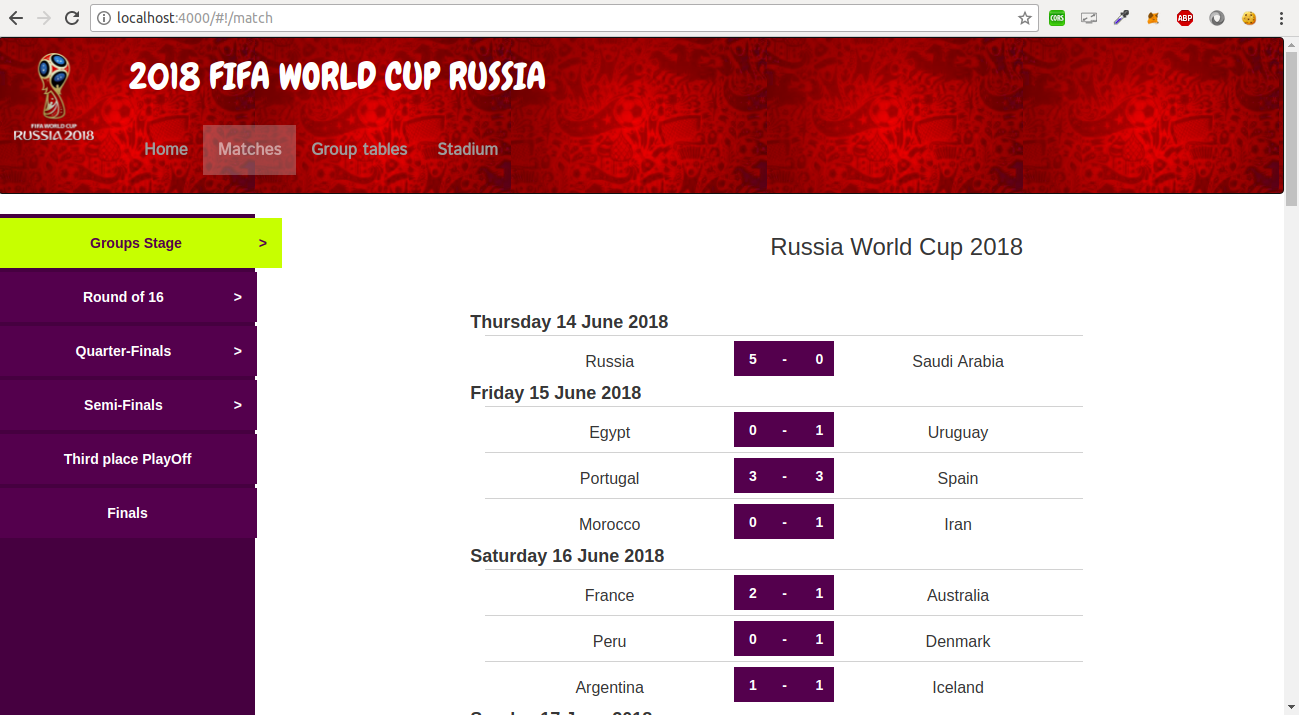 localhost:4000/#!/match
CORS
ABP
2018 FIFA WORLD CUP RUSSIA
FIFA WORLD CUP
RUSSIA 2018
Home Matches Group tables Stadium
Groups Stage >
Round of 16 >
Quarter-Finals >
Semi-Finals >
Third place PlayOff
Finals
Russia World Cup 2018
Thursday 14 June 2018
Russia 5 - 0 Saudi Arabia
Friday 15 June 2018
Egypt 0 - 1 Uruguay
Portugal 3 - 3 Spain
Morocco 0 - 1 Iran
Saturday 16 June 2018
France 2 - 1 Australia
Peru 0 - 1 Denmark
Argentina 1 - 1 Iceland
Sunday 17 June 2018